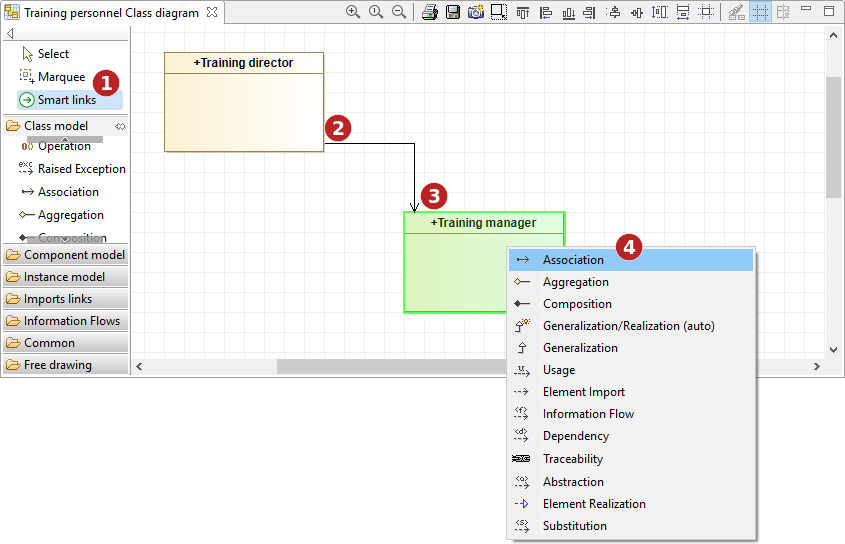 Training personnel Class diagram
Select
Marquee
1
Smart links
Class model
Operation
Raised Exception
Association
Aggregation
Composition
Component model
Instance model
Imports links
Information Flows
Common
Free drawing
+Training director
2
3
+Training manager
4
Association
Aggregation
Composition
Generalization/Realization (auto)
Generalization
Usage
Element Import
Information Flow
Dependency
Traceability
Abstraction
Element Realization
Substitution